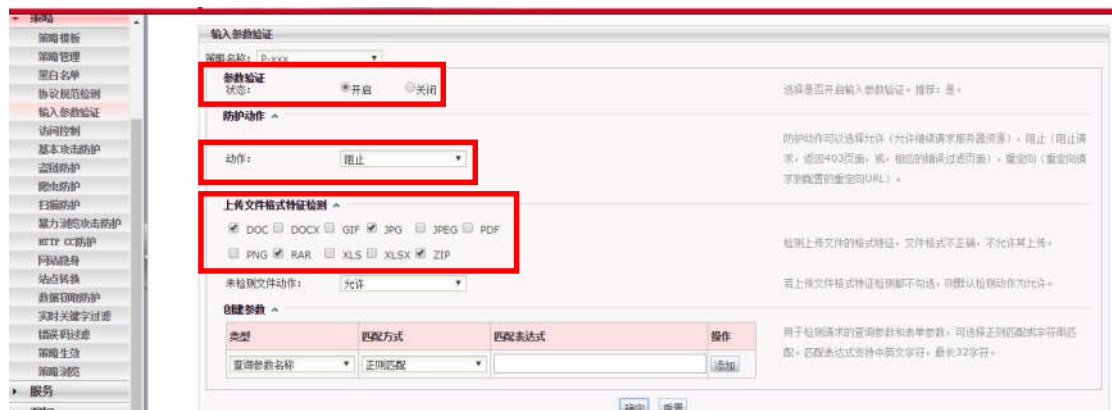 策略
策略模板
策略管理
黑白名单
协议规范检测
输入参数验证
访问控制
基本攻击防护
盗链防护
爬虫防护
扫描防护
暴力浏览攻击防护
HTTP CC防护
网站隐身
站点转换
数据窃取防护
实时关键字过滤
错误码过滤
策略生效
策略浏览
服务
输入参数验证
策略名称: P-xxx
参数验证
状态: 开启 关闭
选择是否开启输入参数验证。推荐：是。
防护动作
动作: 阻止
防护动作可以选择允许（允许继续请求服务器资源），阻止（阻止请
求，返回403页面，或，相应的错误过滤页面），重定向（重定向请
求到配置的重定向URL）。
上传文件格式特征检测
DOC DOCX GIF JPG JPEG PDF
PNG RAR XLS XLSX ZIP
检测上传文件的格式特征，文件格式不正确，不允许其上传。
未检测文件动作: 允许
若上传文件格式特征检测都不勾选，则默认检测动作为允许。
创建参数
类型 匹配方式 匹配表达式 操作
查询参数名称 正则匹配 添加
用于检测请求的查询参数和表单参数，可选择正则匹配或字符串匹
配。匹配表达式支持中英文字符，最长32字符。
确定 重置